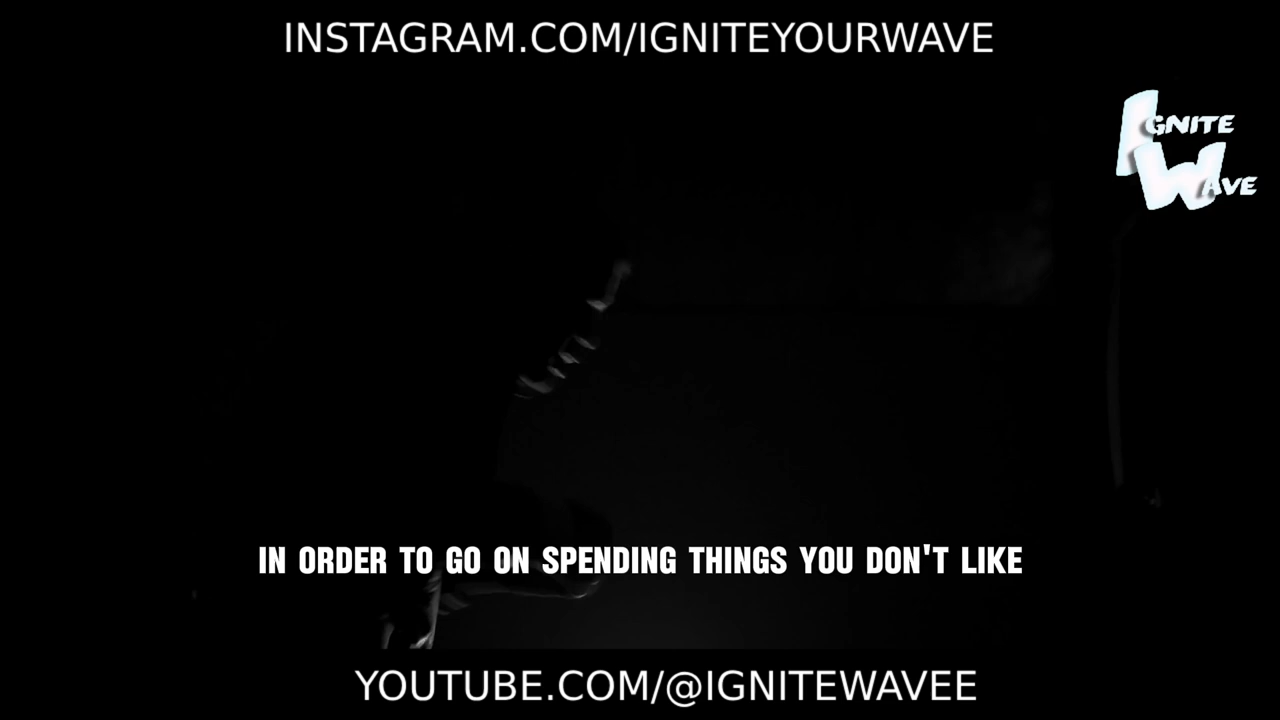 INSTAGRAM.COM/IGNITEYOURWAVE
IGNITE
WAVE
IN ORDER TO GO ON SPENDING THINGS YOU DON'T LIKE
YOUTUBE.COM/@IGNITEWAVEE